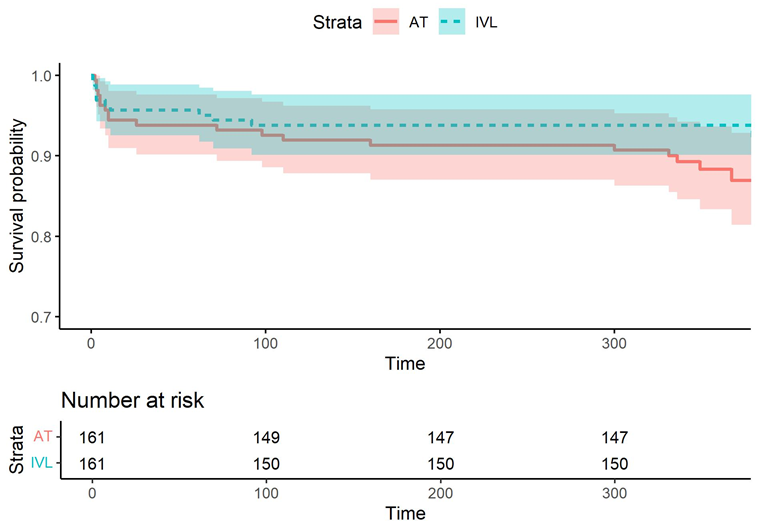 Strata AT IVL
Survival probability
1.0
0.9
0.8
0.7
0 100 200 300
Time
Number at risk
Strata
AT 161 149 147 147
IVL 161 150 150 150
0 100 200 300
Time